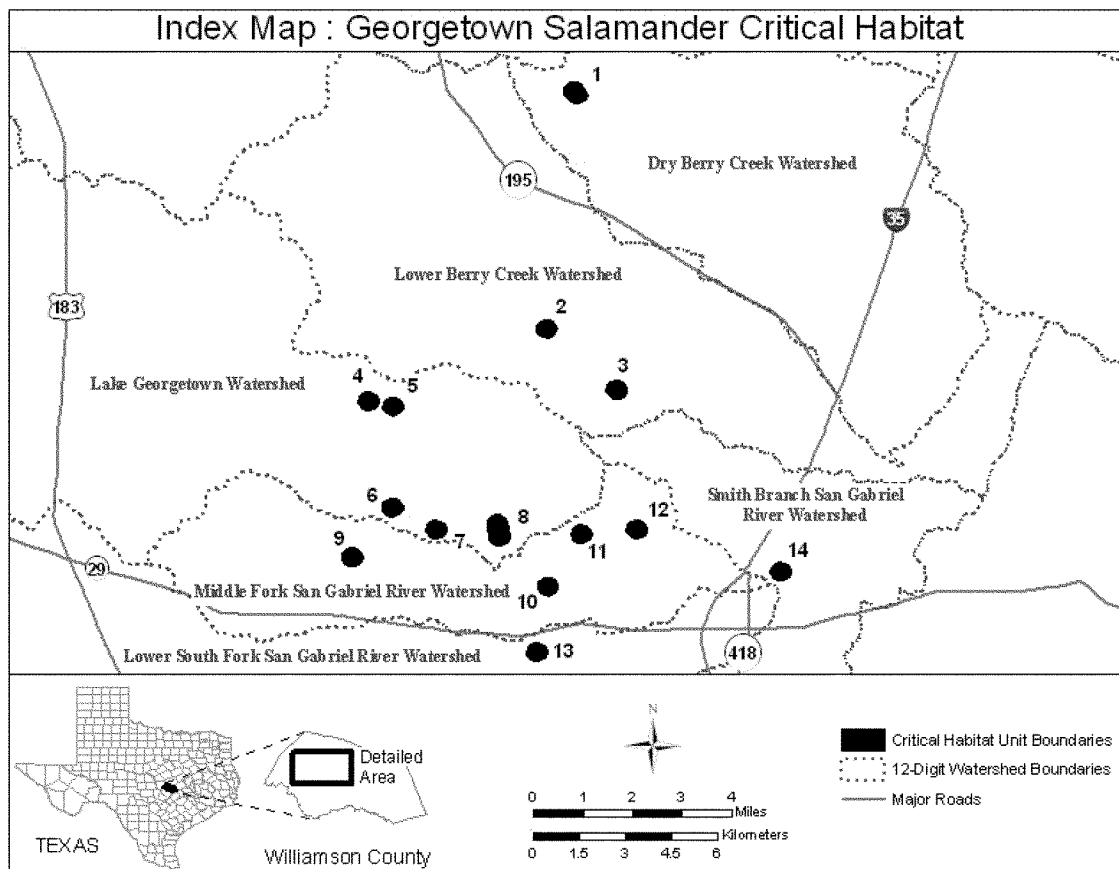 Index Map : Georgetown Salamander Critical Habitat
1
Dry Berry Creek Watershed
195
35
Lower Berry Creek Watershed
183
2
3
Lake Georgetown Watershed
4
5
Smith Branch San Gabriel
River Watershed
6
8
12
7
11
9
14
29
Middle Fork San Gabriel River Watershed
10
Lower South Fork San Gabriel River Watershed
13
418
TEXAS
Detailed
Area
Williamson County
N
0 1 2 3 4
Miles
Kilometers
0 1.5 3 4.5 6
Critical Habitat Unit Boundaries
12-Digit Watershed Boundaries
Major Roads